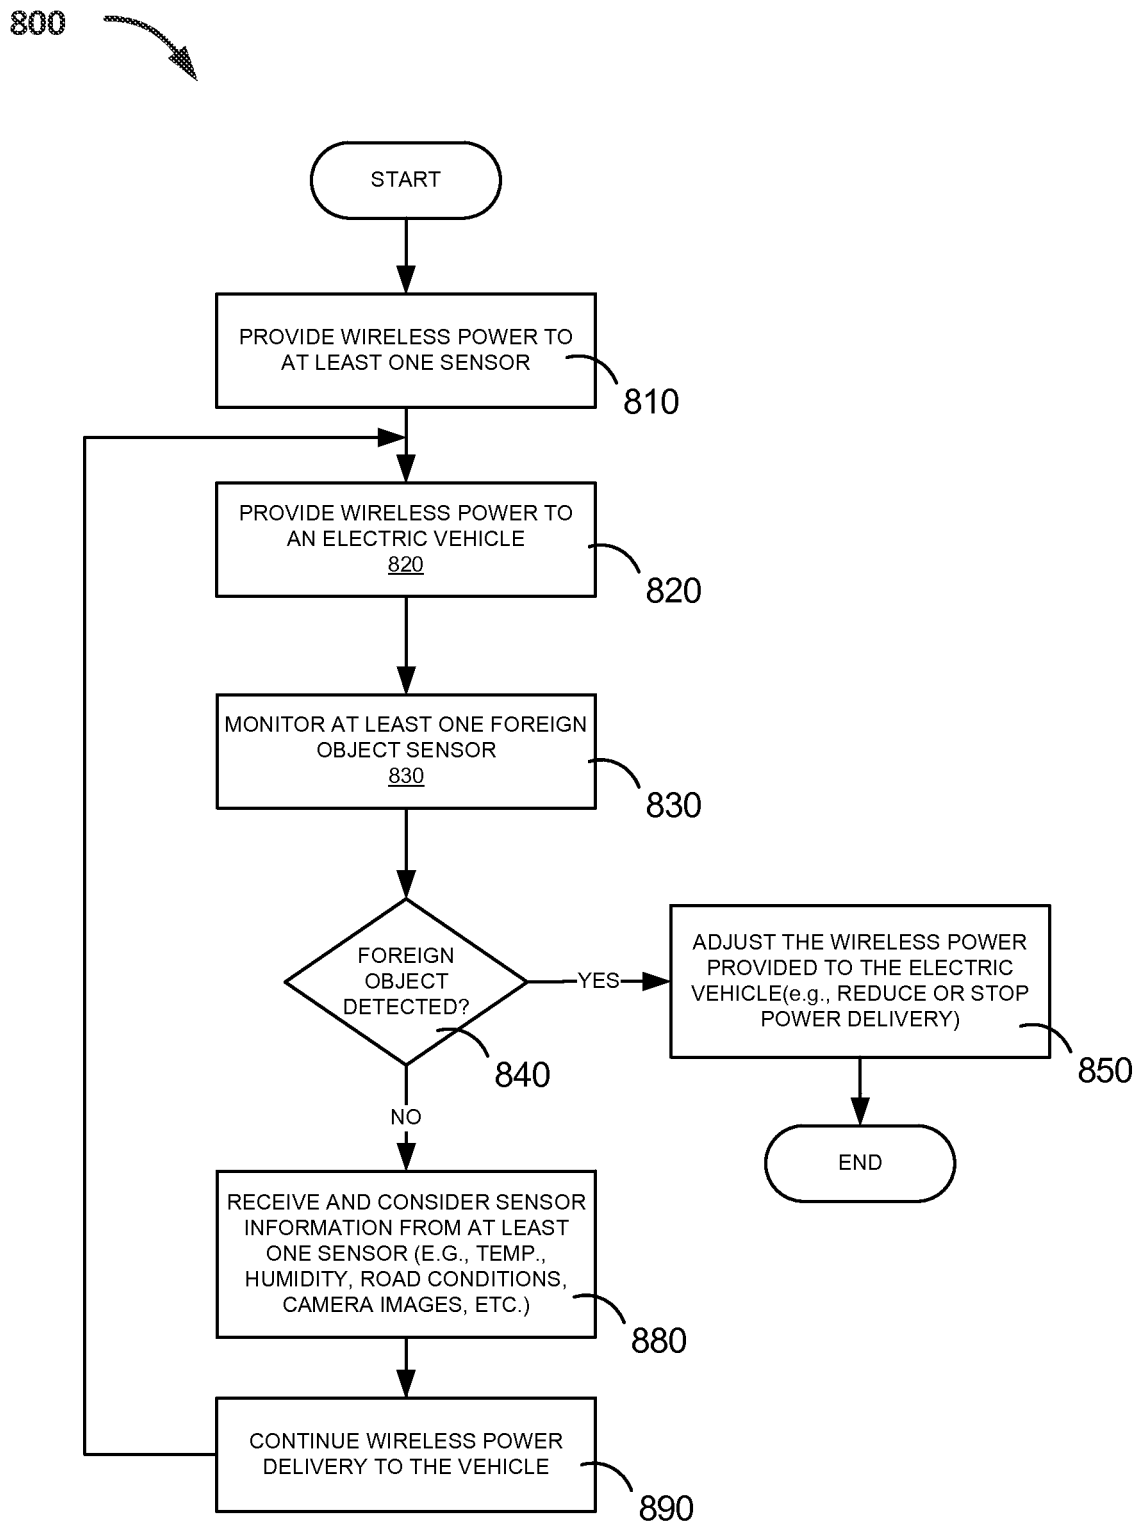 800
START
PROVIDE WIRELESS POWER TO
AT LEAST ONE SENSOR
810
PROVIDE WIRELESS POWER TO
AN ELECTRIC VEHICLE
820
820
MONITOR AT LEAST ONE FOREIGN
OBJECT SENSOR
830
830
FOREIGN
OBJECT
DETECTED?
840
YES
ADJUST THE WIRELESS POWER
PROVIDED TO THE ELECTRIC
VEHICLE(e.g., REDUCE OR STOP
POWER DELIVERY)
850
END
NO
RECEIVE AND CONSIDER SENSOR
INFORMATION FROM AT LEAST
ONE SENSOR (E.G., TEMP.,
HUMIDITY, ROAD CONDITIONS,
CAMERA IMAGES, ETC.)
880
CONTINUE WIRELESS POWER
DELIVERY TO THE VEHICLE
890